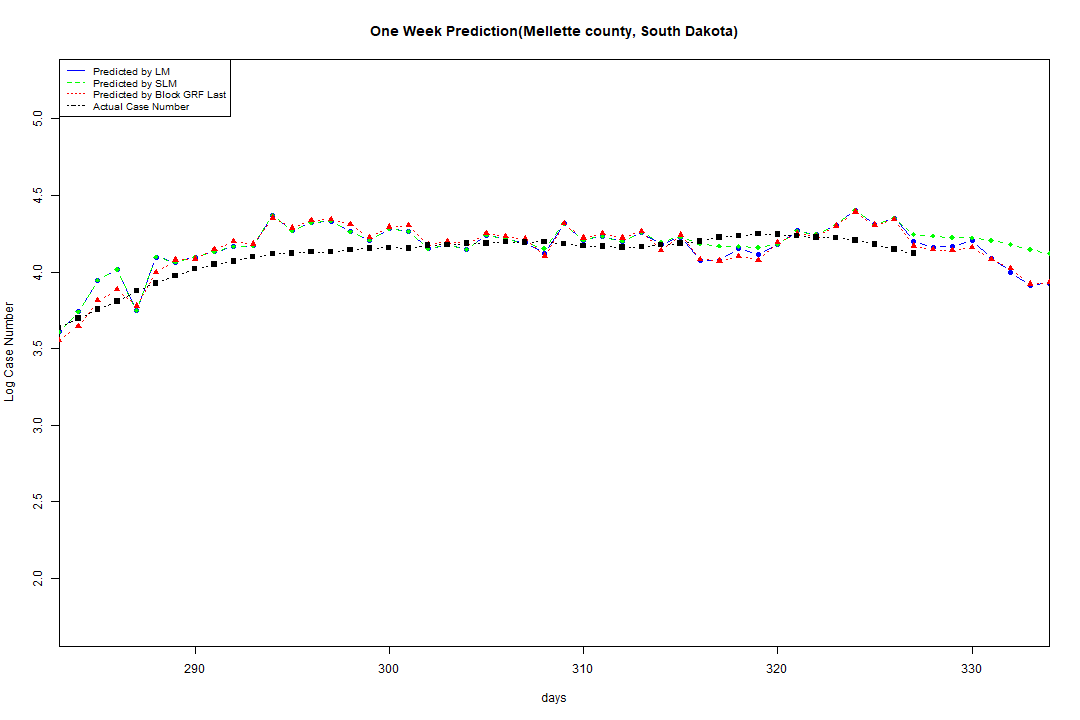 One Week Prediction(Mellette county, South Dakota)
Predicted by LM
Predicted by SLM
Predicted by Block GRF Last
Actual Case Number
5.0
4.5
4.0
3.5
3.0
2.5
2.0
Log Case Number
290 300 310 320 330
days